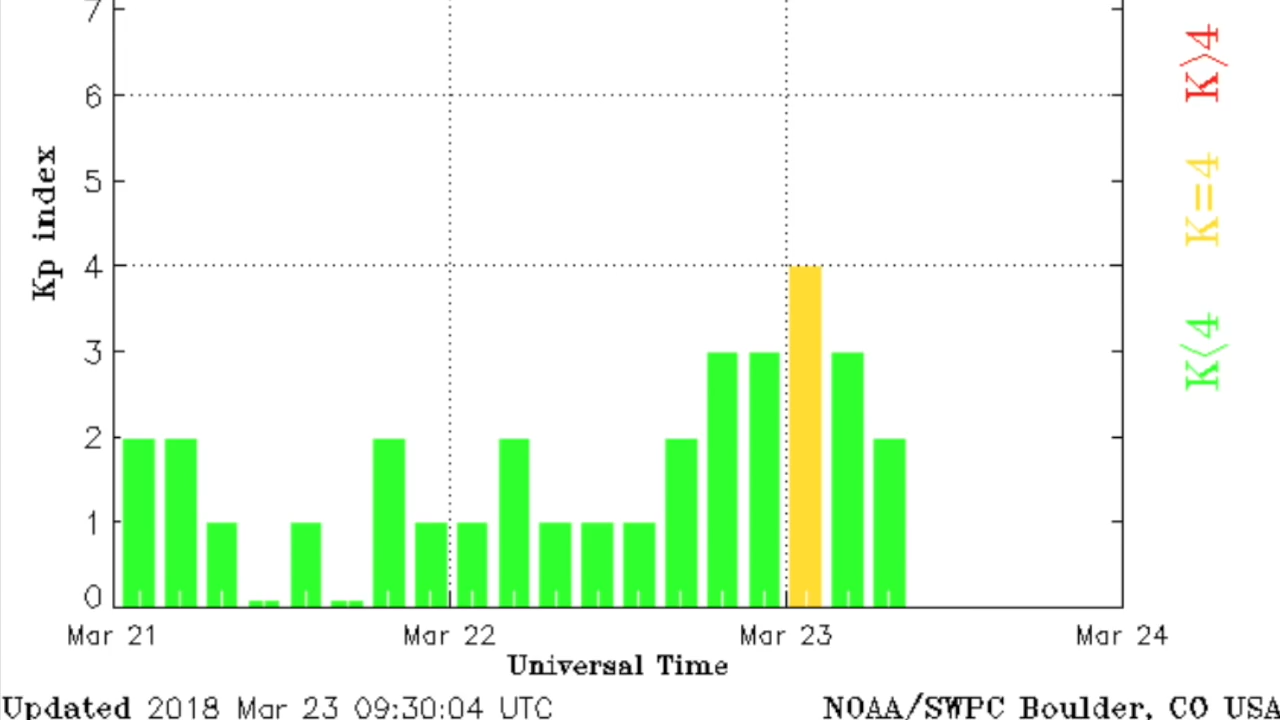 7
6
5
4
3
2
1
0
Kp index
Mar 21 Mar 22 Mar 23 Mar 24
Universal Time
K>4
K=4
K<4
Updated 2018 Mar 23 09:30:04 UTC
NOAA/SWPC Boulder, CO USA